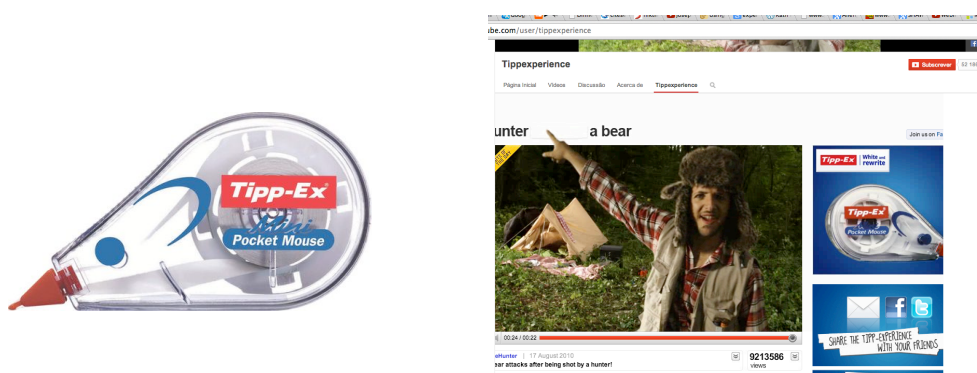 Tipp-Ex
Pocket Mouse
be.com/user/tippexperience
Tippexperience
Subscrever
Página Inicial Vídeos Discussão Acerca de Tippexperience
unter a bear
Join us on Fa
Tipp-Ex White and rewrite
Tipp-Ex
Pocket Mouse
00:24 / 00:22
SHARE THE TIPP-EXPERIENCE
WITH YOUR FRIENDS
eHunter | 17 August 2010
ear attacks after being shot by a hunter!
9213586
views